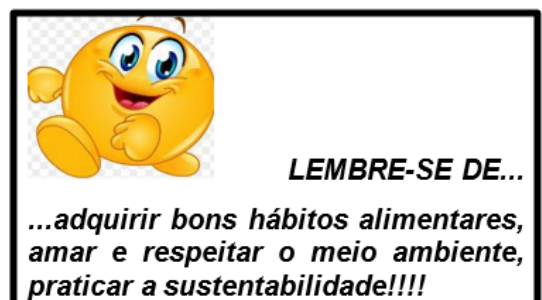 LEMBRE-SE DE...
...adquirir bons hábitos alimentares,
amar e respeitar o meio ambiente,
praticar a sustentabilidade!!!!